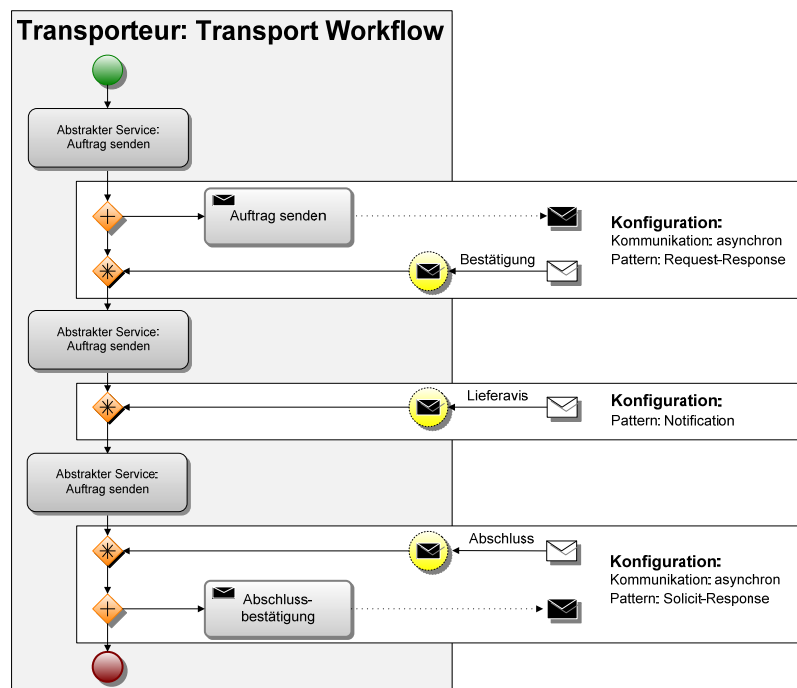 Transporteur: Transport Workflow
Abstrakter Service:
Auftrag senden
Auftrag senden
Konfiguration:
Kommunikation: asynchron
Pattern: Request-Response
Bestätigung
Abstrakter Service:
Auftrag senden
Lieferavis
Konfiguration:
Pattern: Notification
Abstrakter Service:
Auftrag senden
Abschluss
Konfiguration:
Kommunikation: asynchron
Pattern: Solicit-Response
Abschluss-
bestätigung